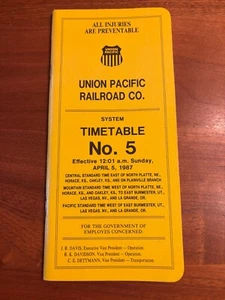 ALL INJURIES
ARE PREVENTABLE
UNION
PACIFIC
UNION PACIFIC
RAILROAD CO.
SYSTEM
TIMETABLE
No. 5
Effective 12:01 a.m. Sunday,
APRIL 5, 1987
CENTRAL STANDARD TIME EAST OF NORTH PLATTE, NE.,
HORACE, KS., OAKLEY, KS., AND ON PLAINVILLE BRANCH
MOUNTAIN STANDARD TIME WEST OF NORTH PLATTE, NE.,
HORACE, KS., AND OAKLEY, KS., TO EAST BURMESTER, UT.,
LAS VEGAS, NV., AND LA GRANDE, OR.
PACIFIC STANDARD TIME WEST OF EAST BURMESTER, UT.,
LAS VEGAS, NV., AND LA GRANDE, OR.
FOR THE GOVERNMENT OF
EMPLOYES CONCERNED
J. R. DAVIS, Executive Vice President—Operation
R. K. DAVIDSON, Vice President—Operation
C. G. DETTMANN, Vice President—Transportation